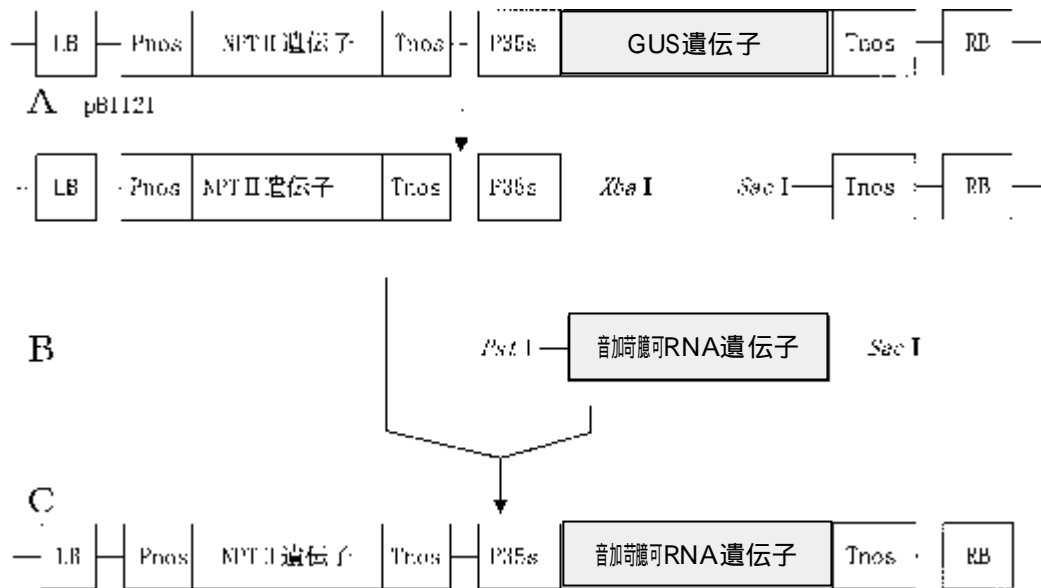 LB Pnos NPT II 遺伝子 Tnos P35s GUS遺伝子 Tnos RB
A pBI121
LB Pnos NPT II 遺伝子 Tnos P35s Xba I Sac I Tnos RB
B Pst I 音加苛臆可RNA遺伝子 Sac I
C
LB Pnos NPT II 遺伝子 Tnos P35s 音加苛臆可RNA遺伝子 Tnos RB